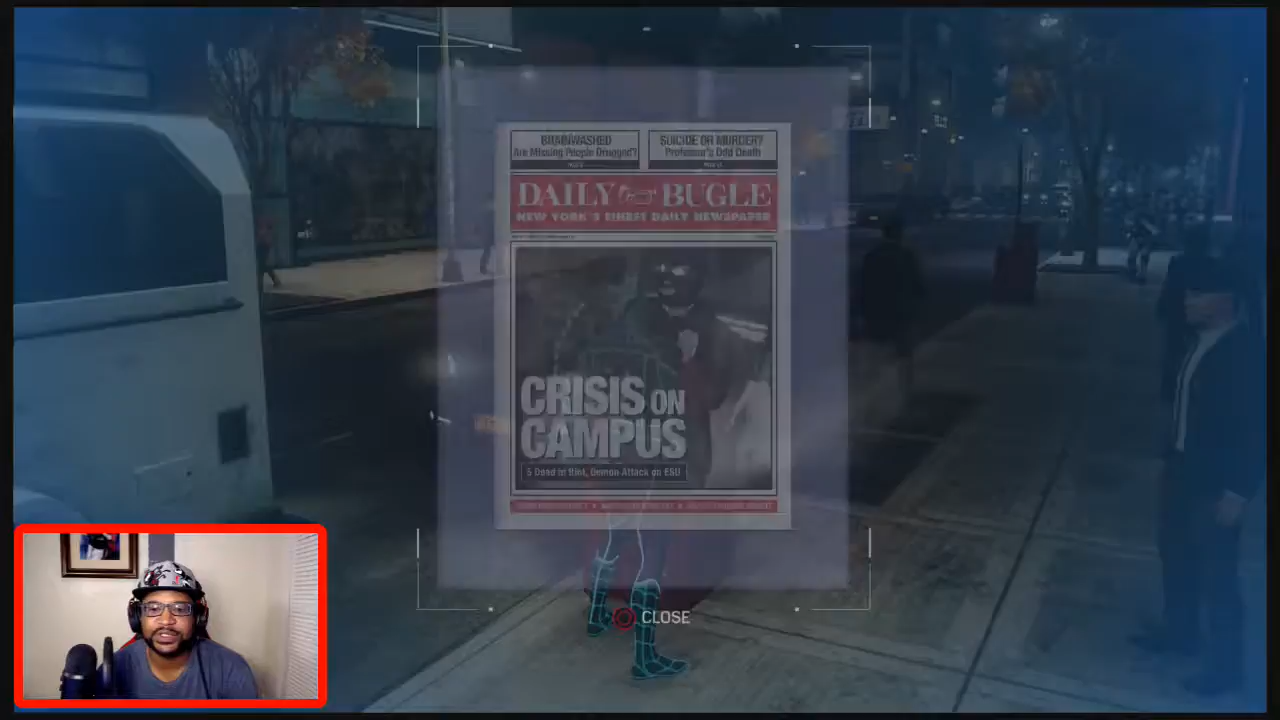 BRAINWASHED
Are Missing People Drugged?
SUICIDE OR MURDER?
Professor's Odd Death
DAILY BUGLE
NEW YORK'S FINEST DAILY NEWSPAPER
CRISIS ON
CAMPUS
5 Dead in Riot, Demon Attack on ESU
CLOSE